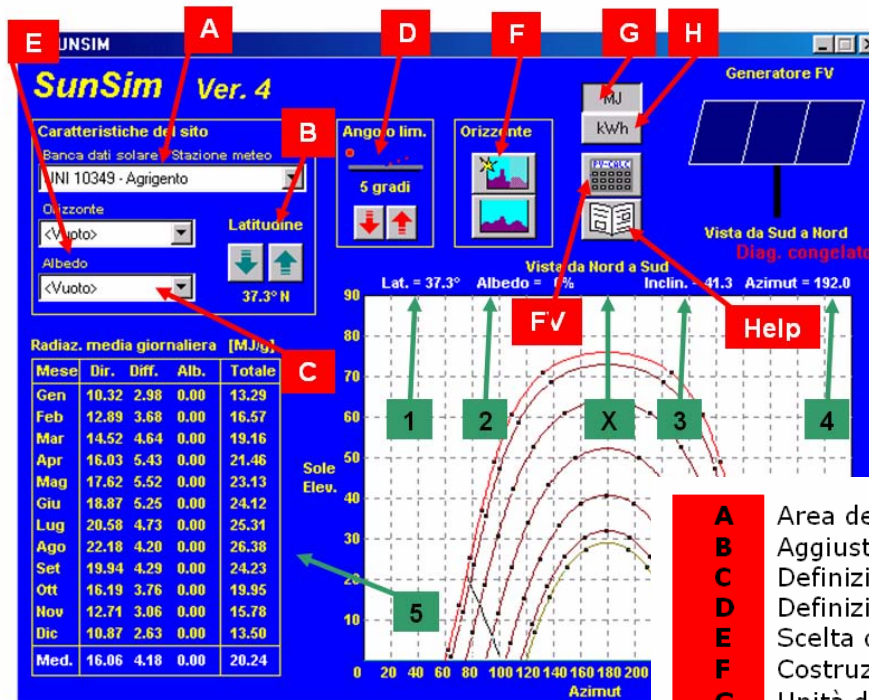 E
A
D
F
G
H
UNSIM
SunSim Ver. 4
Generatore FV
MJ
kWh
Caratteristiche del sito
B
Angolo lim.
Orizzonte
Banca dati solare - Stazione meteo
UNI 10349 - Agrigento
5 gradi
Orizzonte
<Vuoto>
Latitudine
Vista da Sud a Nord
Diag. congelato
Albedo
<Vuoto>
37.3° N
Vista da Nord a Sud
Lat. = 37.3° Albedo = 0% Inclin. = 41.3 Azimut = 192.0
FV
Help
Radiaz. media giornaliera [MJ/g]
C
Mese Dir. Diff. Alb. Totale
Gen 10.32 2.98 0.00 13.29
Feb 12.89 3.68 0.00 16.57
Mar 14.52 4.64 0.00 19.16
Apr 16.03 5.43 0.00 21.46
Mag 17.62 5.52 0.00 23.13
Giu 18.87 5.25 0.00 24.12
Lug 20.58 4.73 0.00 25.31
Ago 22.18 4.20 0.00 26.38
Set 19.94 4.29 0.00 24.23
Ott 16.19 3.76 0.00 19.95
Nov 12.71 3.06 0.00 15.78
Dic 10.87 2.63 0.00 13.50
Med. 16.06 4.18 0.00 20.24
90
80
70
60
50
40
30
20
10
0
Sole
Elev.
1
2
X
3
4
5
0 20 40 60 80 100 120 140 160 180 200
Azimut
A Area de
B Aggiust
C Definizi
D Definizi
E Scelta
F Costruz